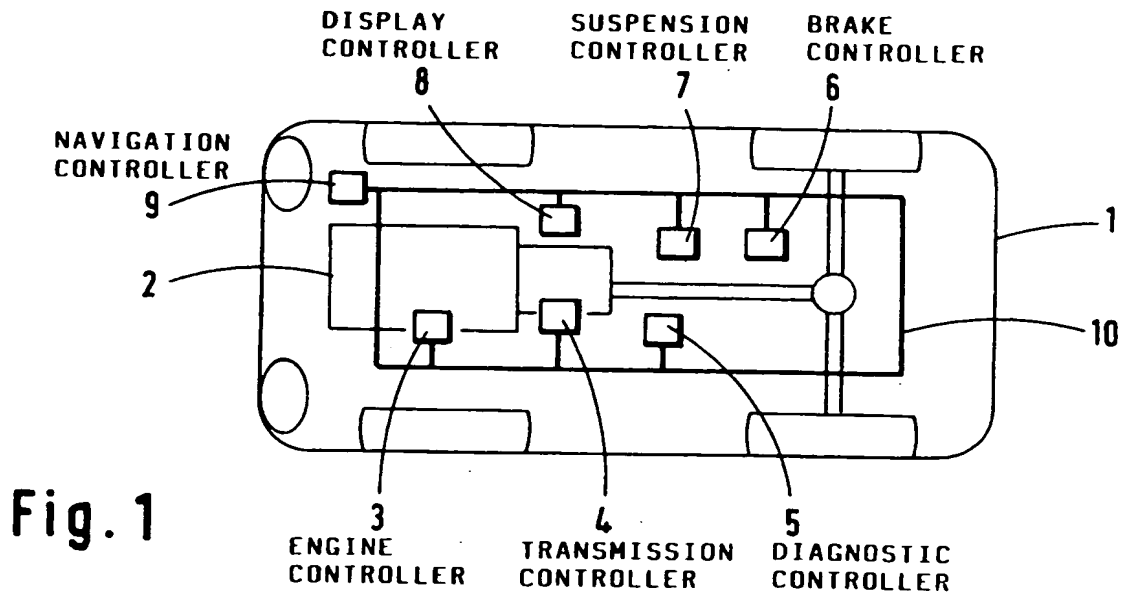 DISPLAY
CONTROLLER
8
SUSPENSION
CONTROLLER
7
BRAKE
CONTROLLER
6
NAVIGATION
CONTROLLER
9
1
2
10
3
ENGINE
CONTROLLER
4
TRANSMISSION
CONTROLLER
5
DIAGNOSTIC
CONTROLLER
Fig. 1